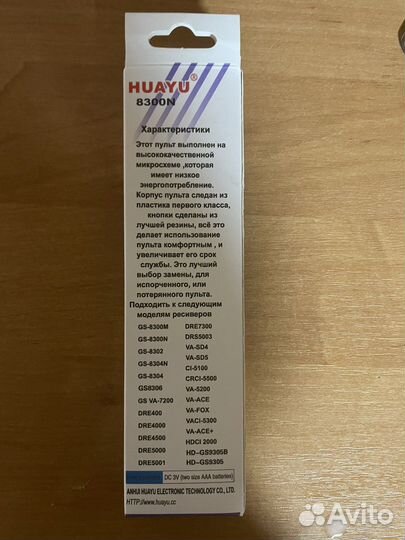 HUAYU®
8300N
Характеристики
Этот пульт выполнен на
высококачественной
микросхеме ,которая
имеет низкое
энергопотребление.
Корпус пульта следан из
пластика первого класса,
кнопки сделаны из
лучшей резины, всё это
делает использование
пульта комфортным , и
увеличивает его срок
службы. Это лучший
выбор замены, для
испорченного, или
потерянного пульта.
Подходить к следующим
моделям ресиверов
GS-8300M DRE7300
GS-8300N DRS5003
GS-8302 VA-SD4
GS-8304N VA-SD5
GS-8304 CI-5100
GS8306 CRCI-5500
GS VA-7200 VA-5200
DRE400 VA-ACE
DRE4000 VA-FOX
DRE4500 VACI-5300
DRE5000 VA-ACE+
DRE5001 HDCI 2000
HD-GS9305B
HD-GS9305
DC 3V (two size AAA batteries)
ANHUI HUAYU ELECTRONIC TECHNOLOGY CO., LTD.
HTTP://www.huayu.cc
Avito